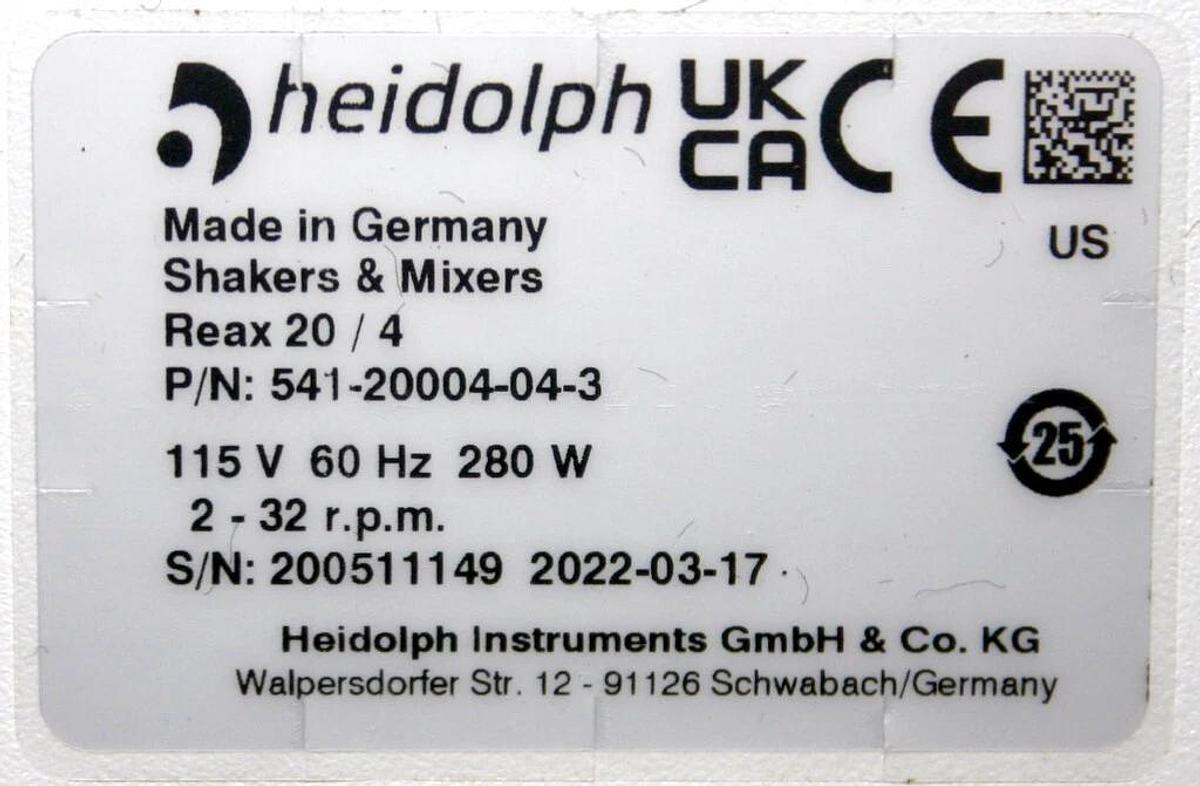 heidolph UK CA CE
US
Made in Germany
Shakers & Mixers
Reax 20 / 4
P/N: 541-20004-04-3
25
115 V 60 Hz 280 W
2 - 32 r.p.m.
S/N: 200511149 2022-03-17
Heidolph Instruments GmbH & Co. KG
Walpersdorfer Str. 12 - 91126 Schwabach/Germany